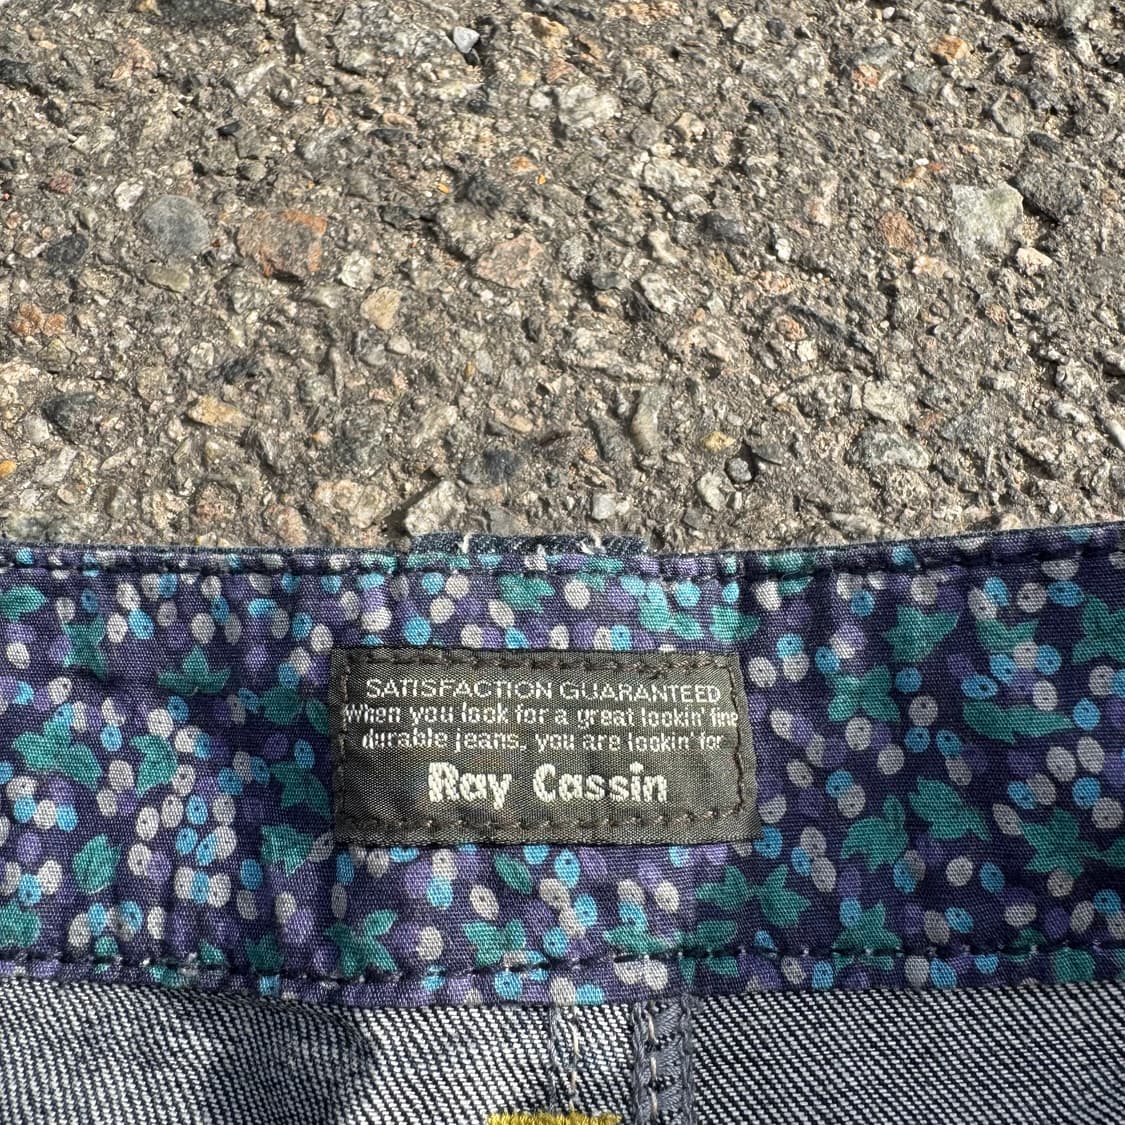 SATISFACTION GUARANTEED
When you look for a great lookin' fine
durable jeans, you are lookin' for
Ray Cassin